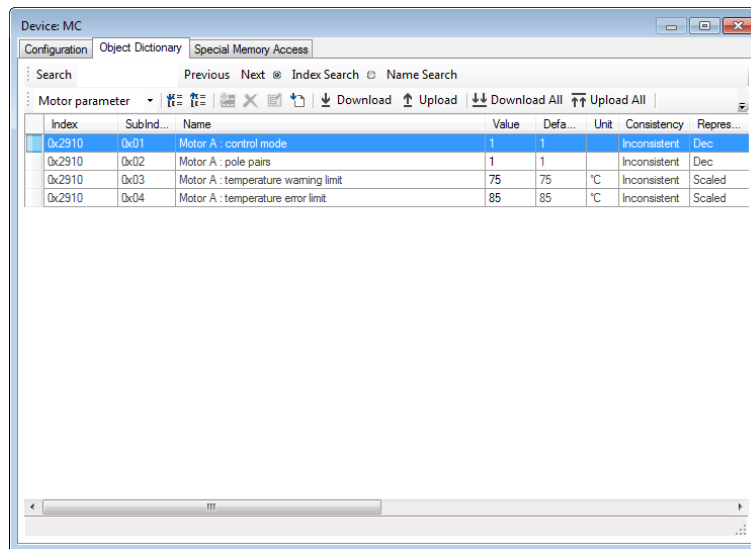 Device: MC
Configuration Object Dictionary Special Memory Access
Search Previous Next Index Search Name Search
Motor parameter Download Upload Download All Upload All
Index SubInd... Name Value Defa... Unit Consistency Repres...
0x2910 0x01 Motor A : control mode 1 1 Inconsistent Dec
0x2910 0x02 Motor A : pole pairs 1 1 Inconsistent Dec
0x2910 0x03 Motor A : temperature warning limit 75 75 °C Inconsistent Scaled
0x2910 0x04 Motor A : temperature error limit 85 85 °C Inconsistent Scaled